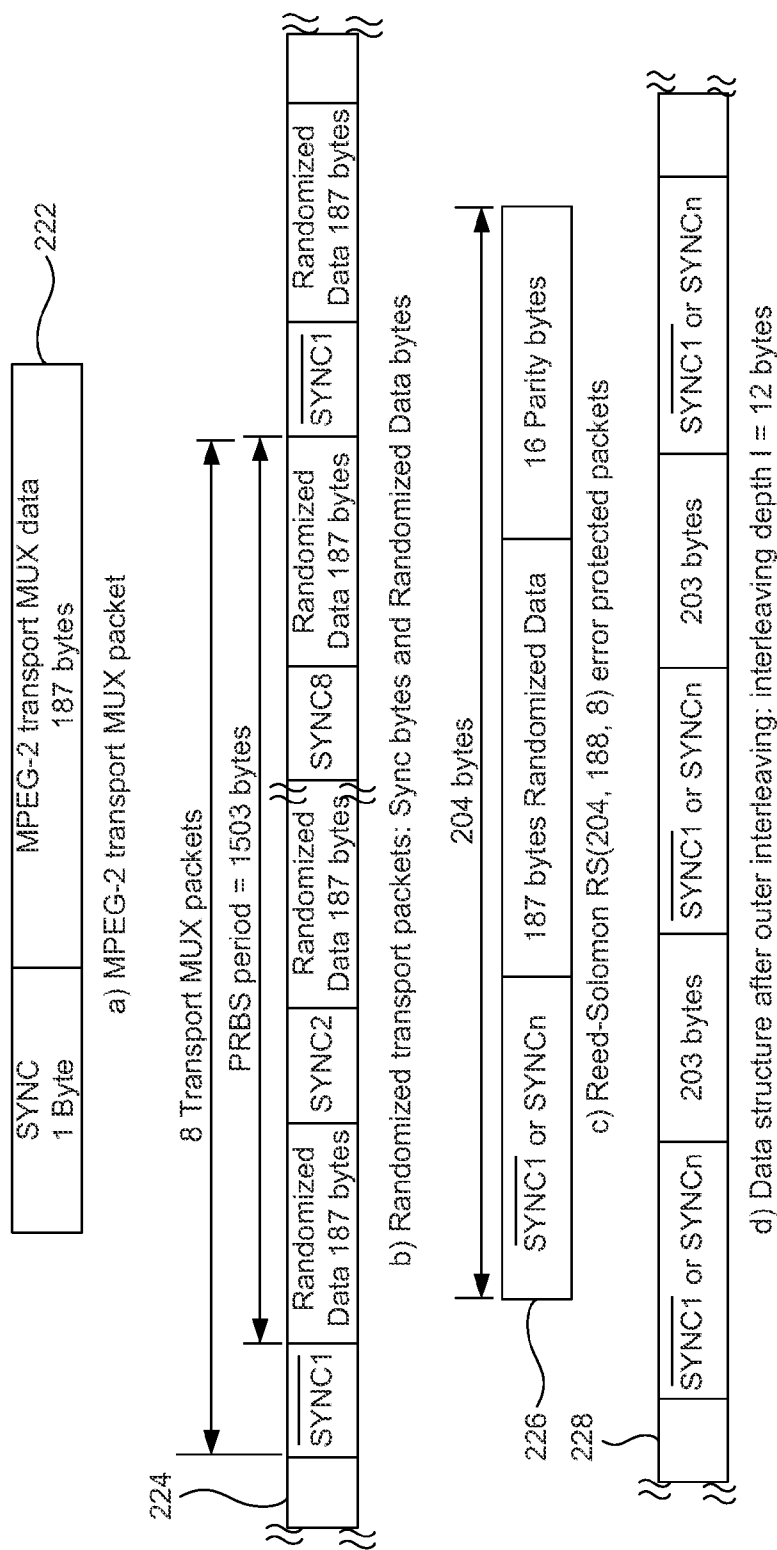 SYNC
1 Byte
MPEG-2 transport MUX data
187 bytes
222
a) MPEG-2 transport MUX packet
8 Transport MUX packets
PRBS period = 1503 bytes
224
SYNC1
Randomized
Data 187 bytes
SYNC2
Randomized
Data 187 bytes
Randomized
Data 187 bytes
SYNC8
Randomized
Data 187 bytes
SYNC1
Randomized
Data 187 bytes
b) Randomized transport packets: Sync bytes and Randomized Data bytes
204 bytes
226
SYNC1 or SYNCn
187 bytes Randomized Data
16 Parity bytes
c) Reed-Solomon RS(204, 188, 8) error protected packets
228
SYNC1 or SYNCn
203 bytes
SYNC1 or SYNCn
203 bytes
SYNC1 or SYNCn
d) Data structure after outer interleaving: interleaving depth I = 12 bytes